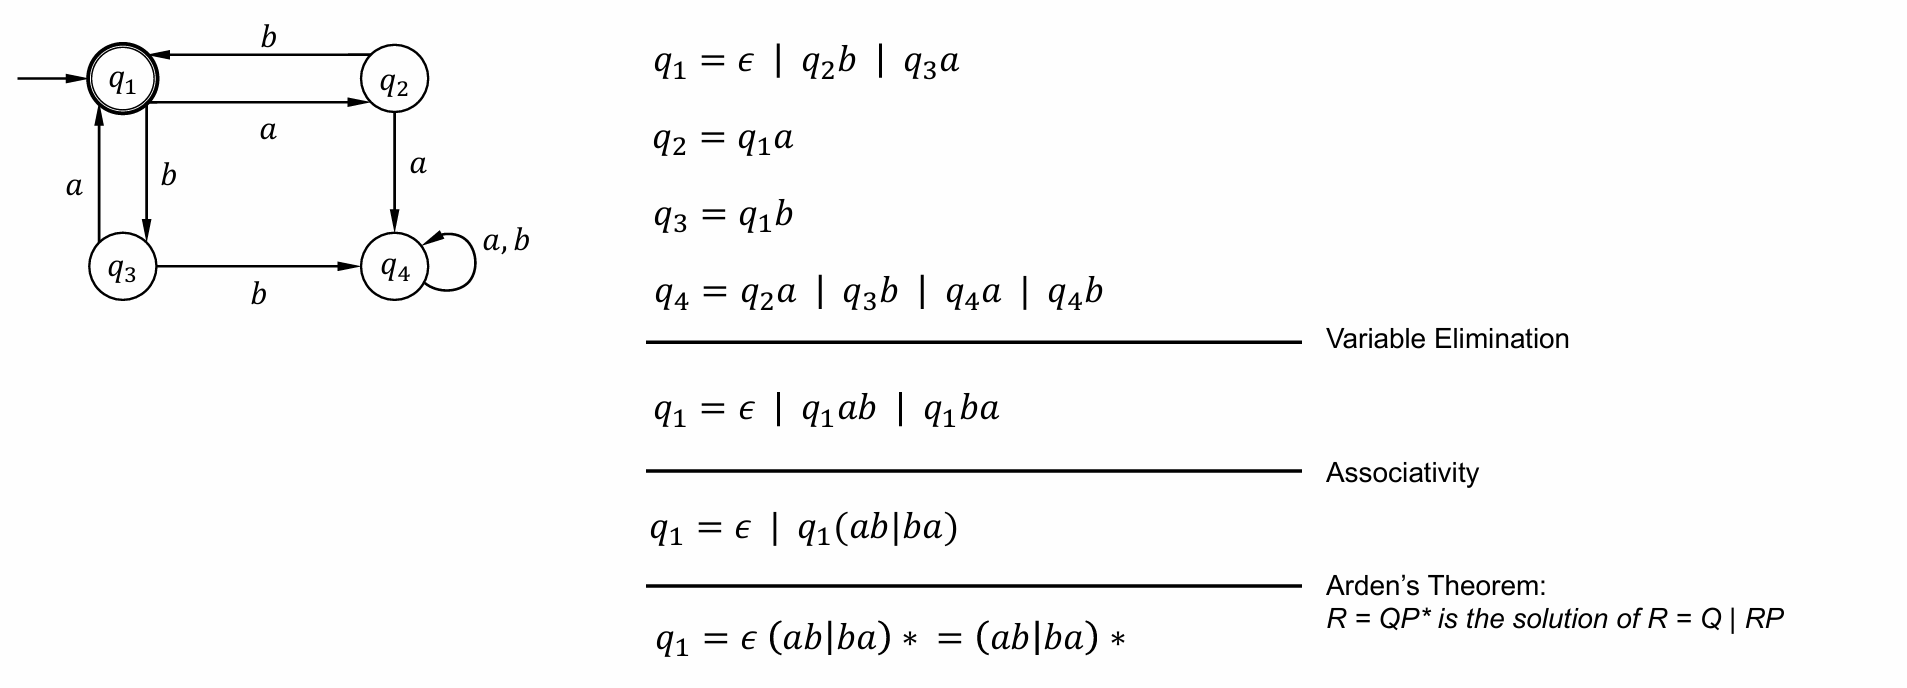 b
q₁
q₂
a
a
b
a
a, b
q₃
q₄
b
q₁ = ϵ | q₂b | q₃a
q₂ = q₁a
q₃ = q₁b
q₄ = q₂a | q₃b | q₄a | q₄b
Variable Elimination
q₁ = ϵ | q₁ab | q₁ba
Associativity
q₁ = ϵ | q₁(ab|ba)
Arden’s Theorem:
R = QP* is the solution of R = Q | RP
q₁ = ϵ (ab|ba) * = (ab|ba) *